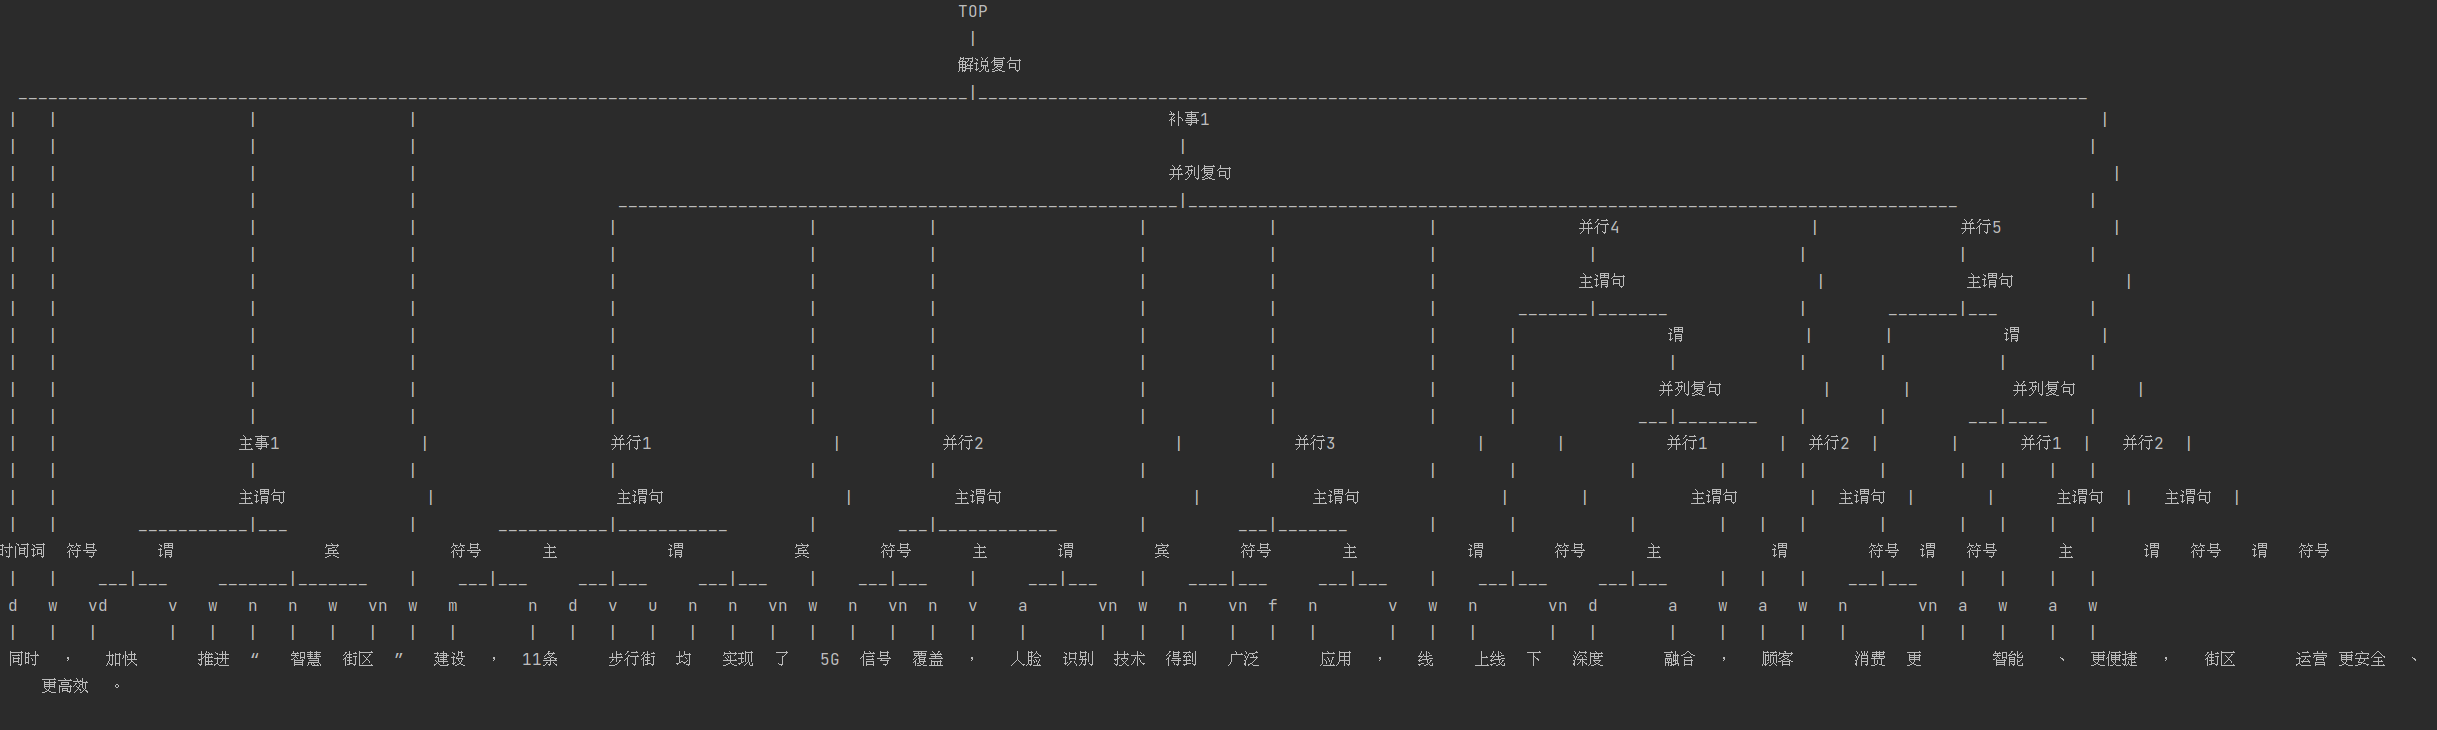 TOP
解说复句
补事1
并列复句
并行4 并行5
主谓句 主谓句
谓 谓
并列复句 并列复句
主事1 并行1 并行2 并行3 并行1 并行2 并行1 并行2
主谓句 主谓句 主谓句 主谓句 主谓句 主谓句 主谓句 主谓句
时间词 符号 谓 宾 符号 主 谓 宾 符号 主 谓 宾 符号 主 谓 符号 主 谓 符号 谓 符号 主 谓 符号 谓 符号
d w vd v w n n w vn w m n d v u n n vn w n vn n v a vn w n vn f n v w n vn d a w a w n vn a w a w
同时 , 加快 推进 “ 智慧 街区 ” 建设 , 11条 步行街 均 实现 了 5G 信号 覆盖 , 人脸 识别 技术 得到 广泛 应用 , 线 上线 下 深度 融合 , 顾客 消费 更 智能 、 更便捷 , 街区 运营 更安全 、
更高效 。